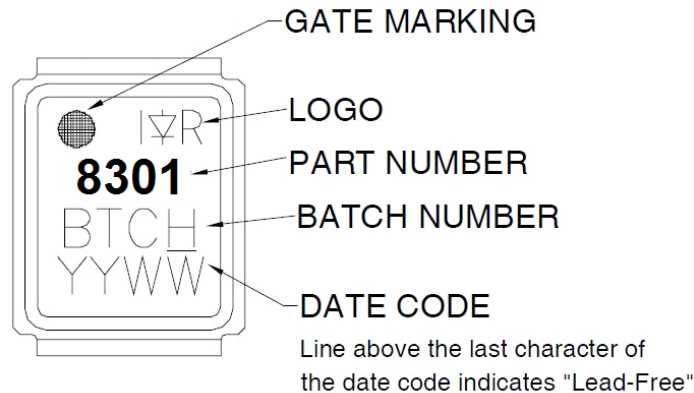 GATE MARKING
I R
LOGO
8301
PART NUMBER
BTCH
BATCH NUMBER
YYWW
DATE CODE
Line above the last character of
the date code indicates "Lead-Free"